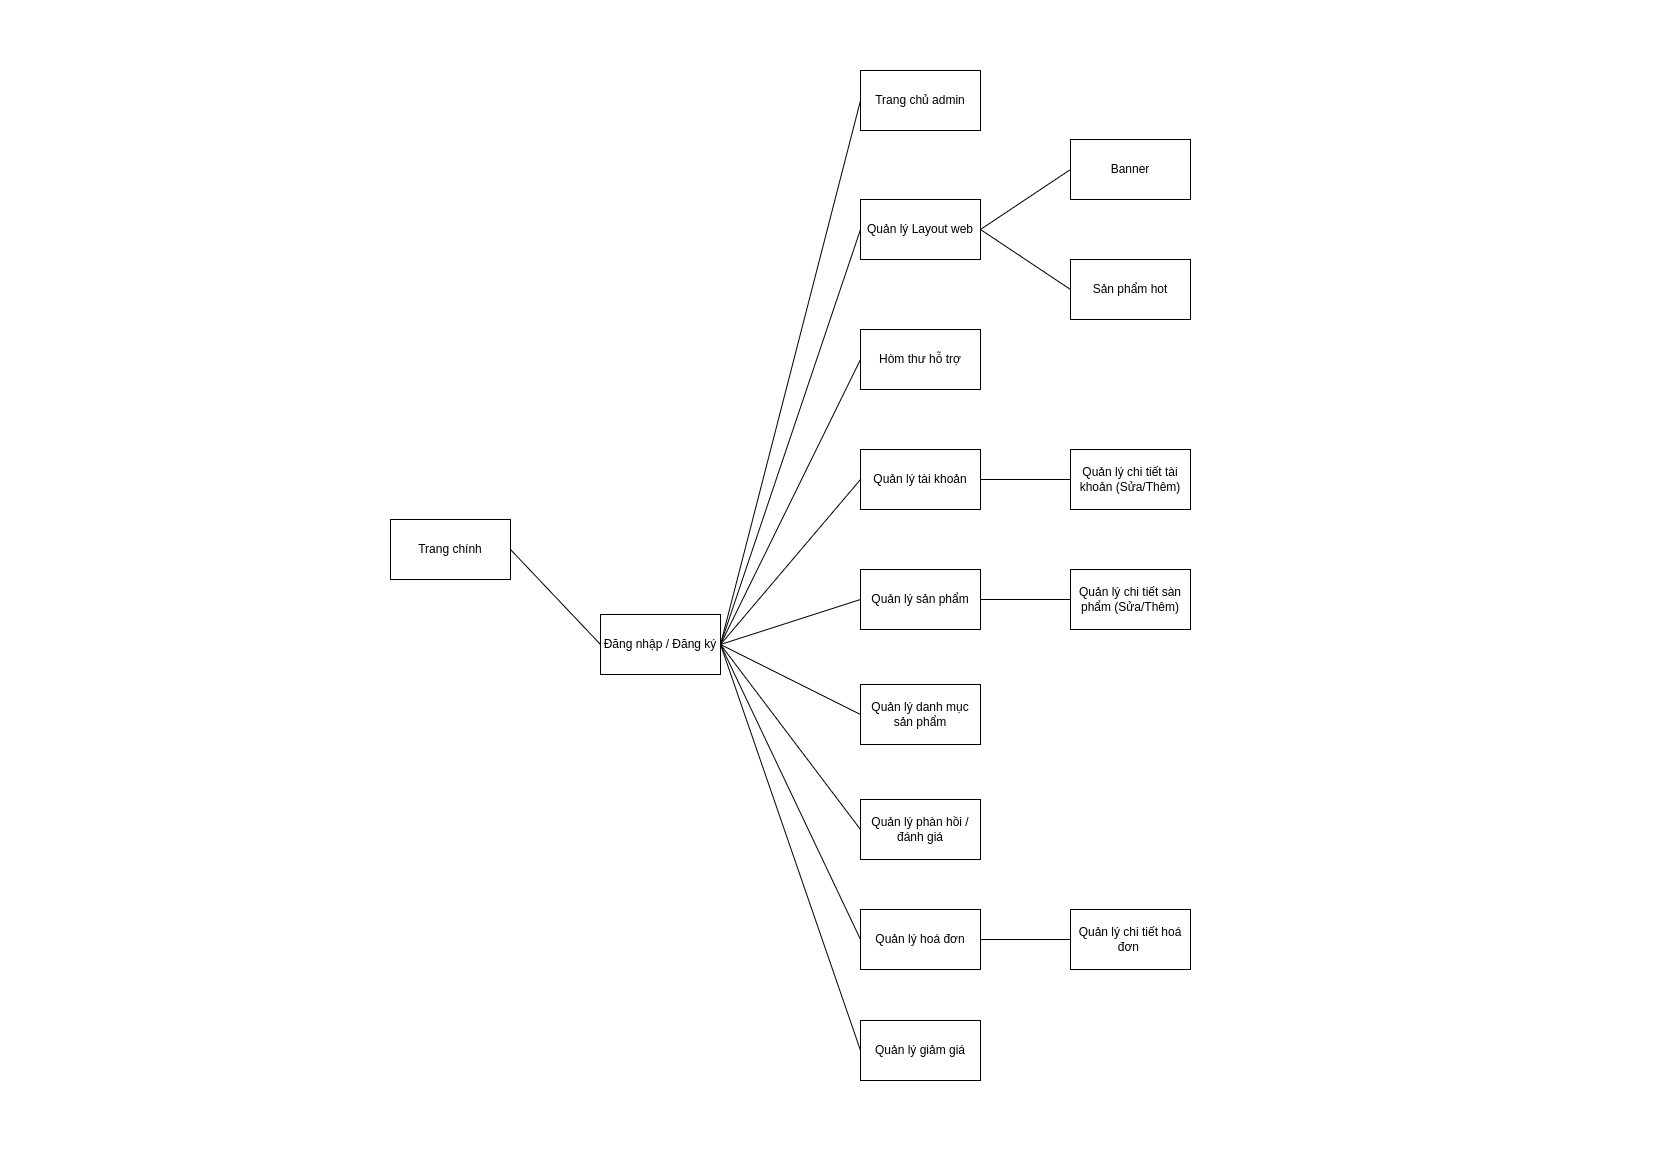 Trang chủ admin
Banner
Quản lý Layout web
Sản phẩm hot
Hòm thư hỗ trợ
Quản lý tài khoản
Quản lý chi tiết tài
khoản (Sửa/Thêm)
Trang chính
Đăng nhập / Đăng ký
Quản lý sản phẩm
Quản lý chi tiết sàn
phẩm (Sửa/Thêm)
Quản lý danh mục
sản phẩm
Quản lý phàn hồi /
đánh giá
Quản lý hoá đơn
Quản lý chi tiết hoá
đơn
Quản lý giảm giá